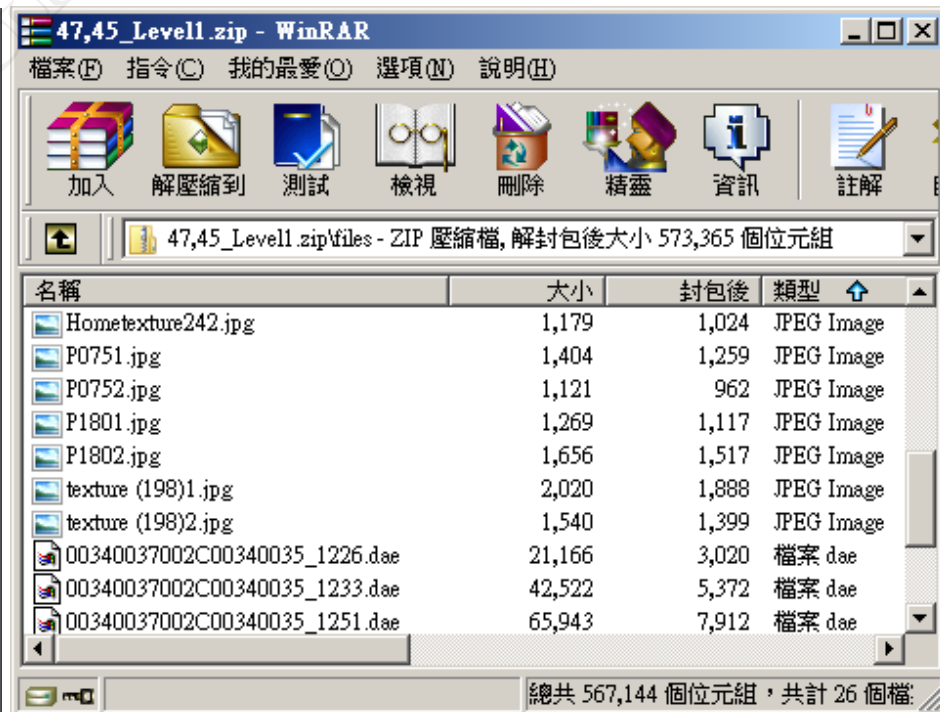 47,45_Level1.zip - WinRAR
檔案(F) 指令(C) 我的最愛(O) 選項(N) 說明(H)
加入 解壓縮到 測試 檢視 刪除 精靈 資訊 註解
47,45_Level1.zip\files - ZIP 壓縮檔, 解封包後大小 573,365 個位元組
名稱 大小 封包後 類型
Hometexture242.jpg 1,179 1,024 JPEG Image
P0751.jpg 1,404 1,259 JPEG Image
P0752.jpg 1,121 962 JPEG Image
P1801.jpg 1,269 1,117 JPEG Image
P1802.jpg 1,656 1,517 JPEG Image
texture (198)1.jpg 2,020 1,888 JPEG Image
texture (198)2.jpg 1,540 1,399 JPEG Image
00340037002C00340035_1226.dae 21,166 3,020 檔案 dae
00340037002C00340035_1233.dae 42,522 5,372 檔案 dae
00340037002C00340035_1251.dae 65,943 7,912 檔案 dae
總共 567,144 個位元組，共計 26 個檔